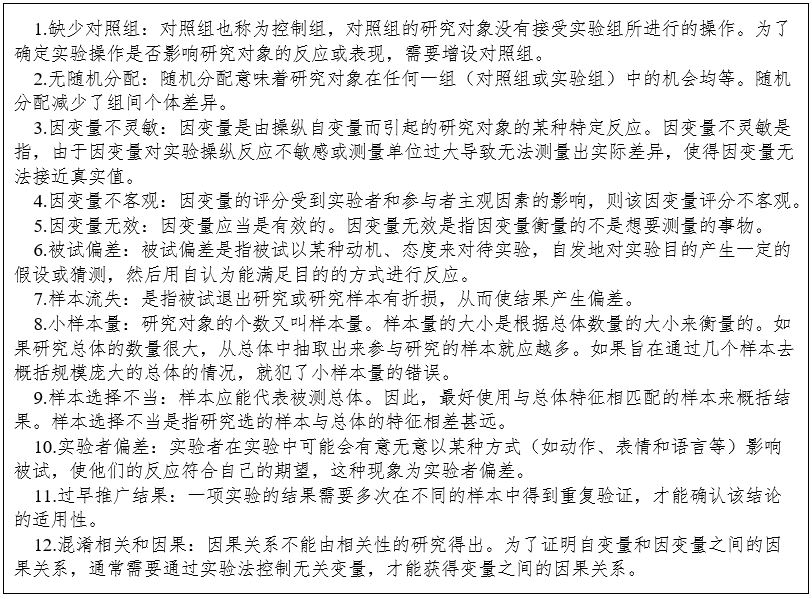 1.缺少对照组：对照组也称为控制组，对照组的研究对象没有接受实验组所进行的操作。为了
确定实验操作是否影响研究对象的反应或表现，需要增设对照组。
2.无随机分配：随机分配意味着研究对象在任何一组（对照组或实验组）中的机会均等。随机
分配减少了组间个体差异。
3.因变量不灵敏：因变量是由操纵自变量而引起的研究对象的某种特定反应。因变量不灵敏是
指，由于因变量对实验操纵反应不敏感或测量单位过大导致无法测量出实际差异，使得因变量无
法接近真实值。
4.因变量不客观：因变量的评分受到实验者和参与者主观因素的影响，则该因变量评分不客观。
5.因变量无效：因变量应当是有效的。因变量无效是指因变量衡量的不是想要测量的事物。
6.被试偏差：被试偏差是指被试以某种动机、态度来对待实验，自发地对实验目的产生一定的
假设或猜测，然后用自认为能满足目的的方式进行反应。
7.样本流失：是指被试退出研究或研究样本有折损，从而使结果产生偏差。
8.小样本量：研究对象的个数又叫样本量。样本量的大小是根据总体数量的大小来衡量的。如
果研究总体的数量很大，从总体中抽取出来参与研究的样本就应越多。如果旨在通过几个样本去
概括规模庞大的总体的情况，就犯了小样本量的错误。
9.样本选择不当：样本应能代表被测总体。因此，最好使用与总体特征相匹配的样本来概括结
果。样本选择不当是指研究选的样本与总体的特征相差甚远。
10.实验者偏差：实验者在实验中可能会有意无意以某种方式（如动作、表情和语言等）影响
被试，使他们的反应符合自己的期望，这种现象为实验者偏差。
11.过早推广结果：一项实验的结果需要多次在不同的样本中得到重复验证，才能确认该结论
的适用性。
12.混淆相关和因果：因果关系不能由相关性的研究得出。为了证明自变量和因变量之间的因
果关系，通常需要通过实验法控制无关变量，才能获得变量之间的因果关系。